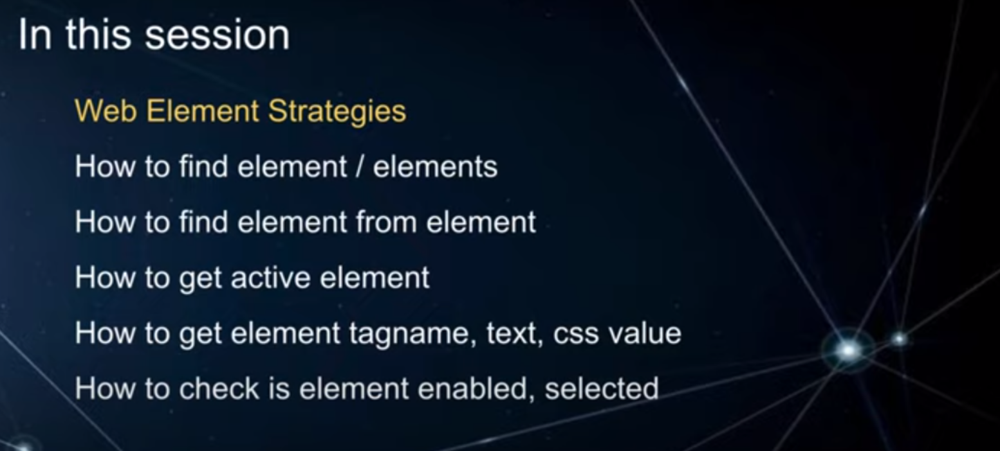 In this session
Web Element Strategies
How to find element / elements
How to find element from element
How to get active element
How to get element tagname, text, css value
How to check is element enabled, selected